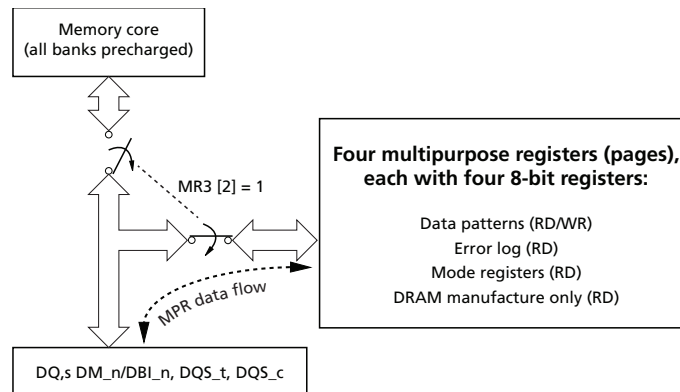 Memory core
(all banks precharged)
Four multipurpose registers (pages),
each with four 8-bit registers:
Data patterns (RD/WR)
Error log (RD)
Mode registers (RD)
DRAM manufacture only (RD)
MR3 [2] = 1
MPR data flow
DQ,s DM_n/DBI_n, DQS_t, DQS_c